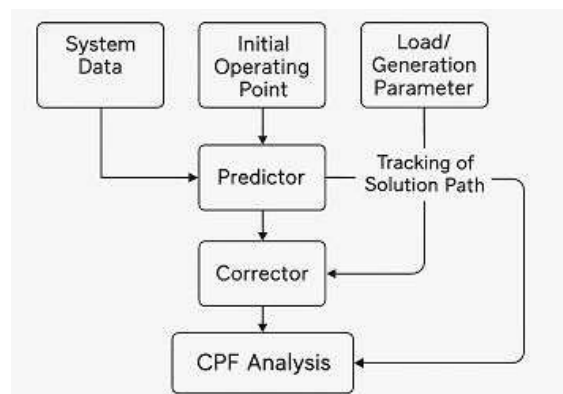 System
Data
Initial
Operating
Point
Load/
Generation
Parameter
Predictor
Tracking of
Solution Path
Corrector
CPF Analysis